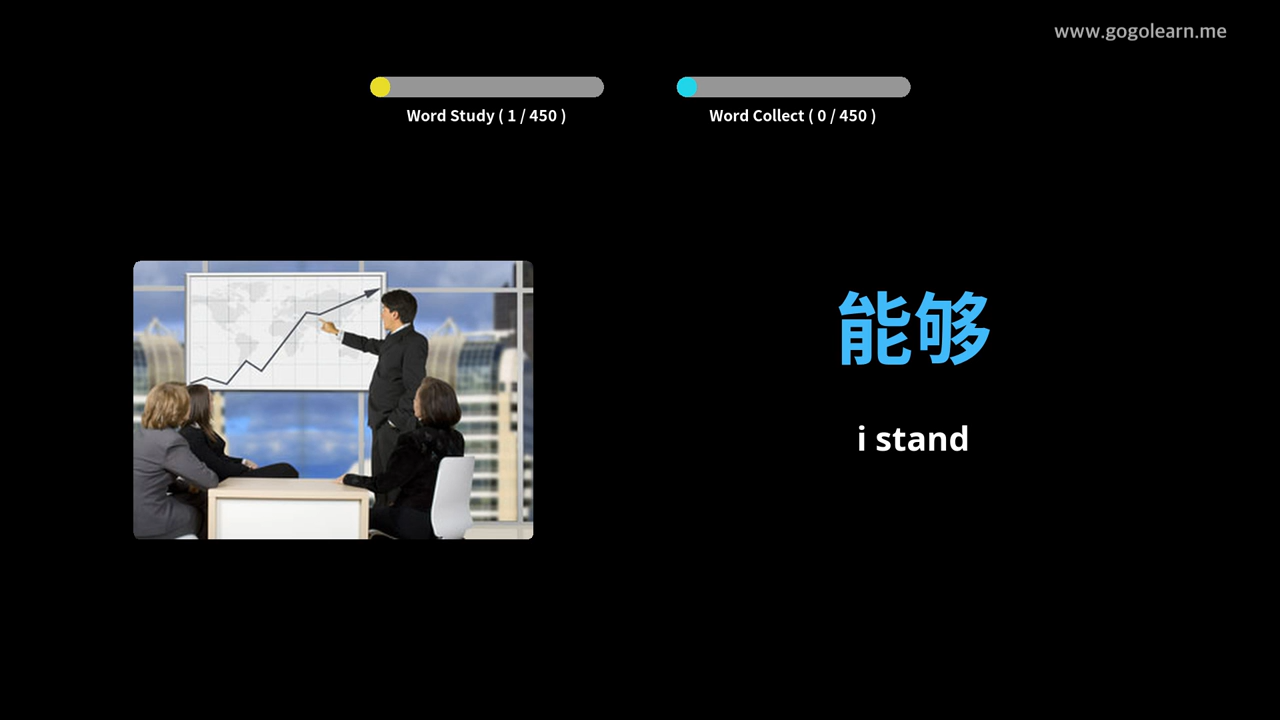 www.gogolearn.me
Word Study ( 1 / 450 )
Word Collect ( 0 / 450 )
能够
i stand